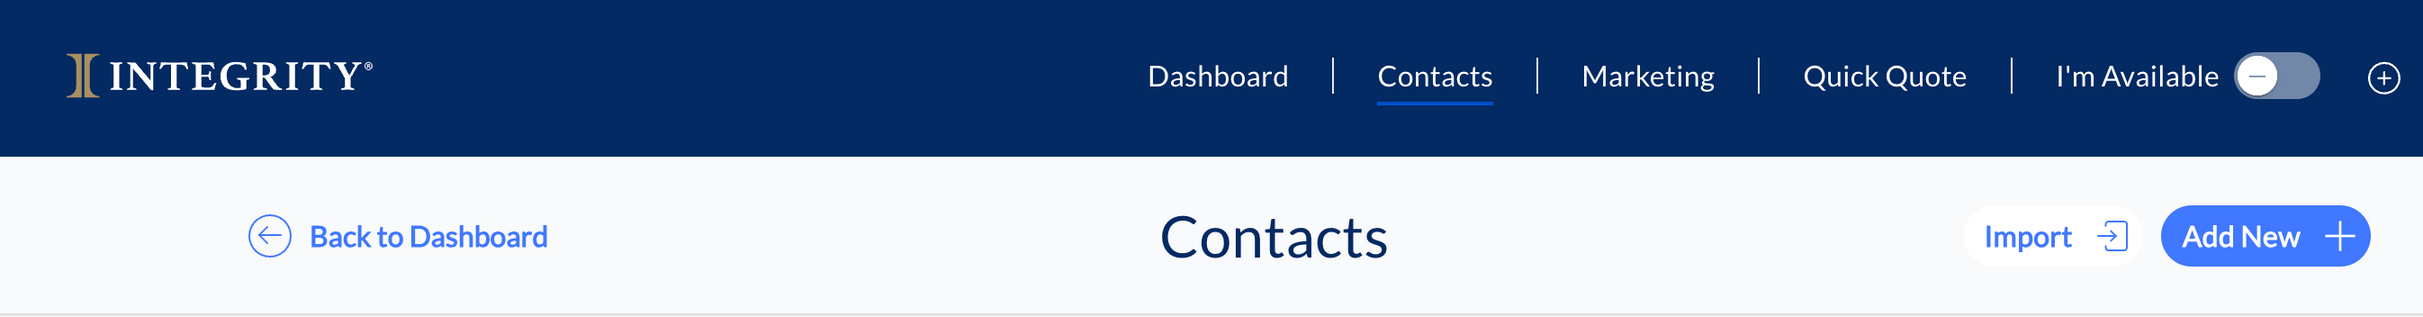 INTEGRITY®
Dashboard | Contacts | Marketing | Quick Quote | I'm Available
Back to Dashboard
Contacts
Import
Add New